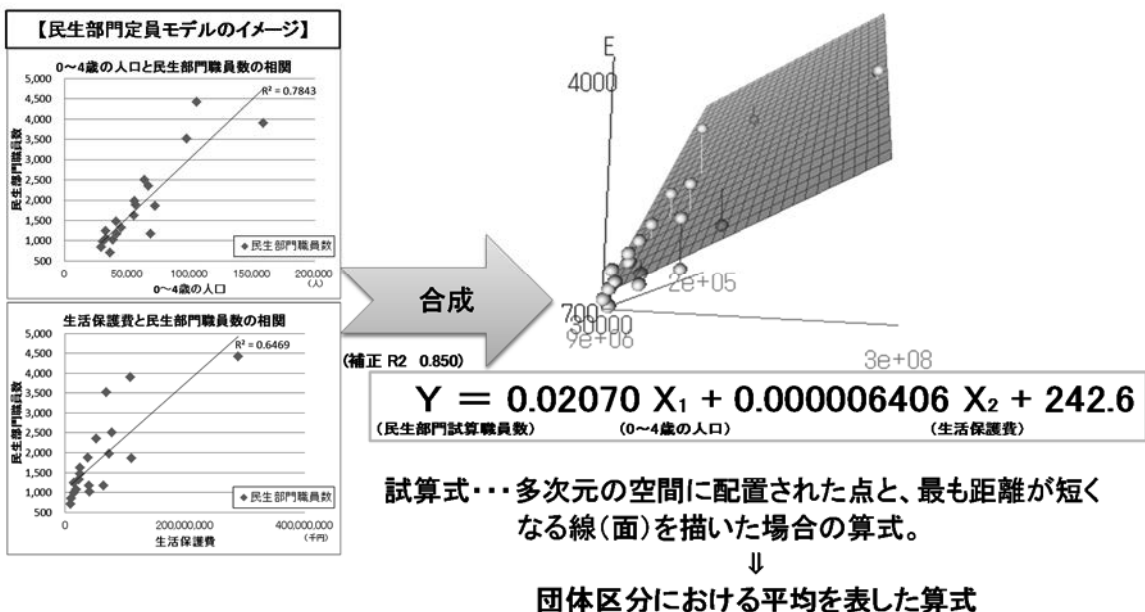 【民生部門定員モデルのイメージ】
0～4歳の人口と民生部門職員数の相関
R² = 0.7843
民生部門職員数
5,000
4,500
4,000
3,500
3,000
2,500
2,000
1,500
1,000
500
◆民生部門職員数
0 50,000 100,000 150,000 200,000
(人)
0～4歳の人口
生活保護費と民生部門職員数の相関
R² = 0.6469
民生部門職員数
5,000
4,500
4,000
3,500
3,000
2,500
2,000
1,500
1,000
500
◆民生部門職員数
0 200,000,000 400,000,000
(千円)
生活保護費
合成
(補正 R2 0.850)
E
4000
2e+05
700
30000
9e+06
3e+08
Y = 0.02070 X₁ + 0.000006406 X₂ + 242.6
(民生部門試算職員数) (0～4歳の人口) (生活保護費)
試算式・・・多次元の空間に配置された点と、最も距離が短く
なる線(面)を描いた場合の算式。
⇓
団体区分における平均を表した算式